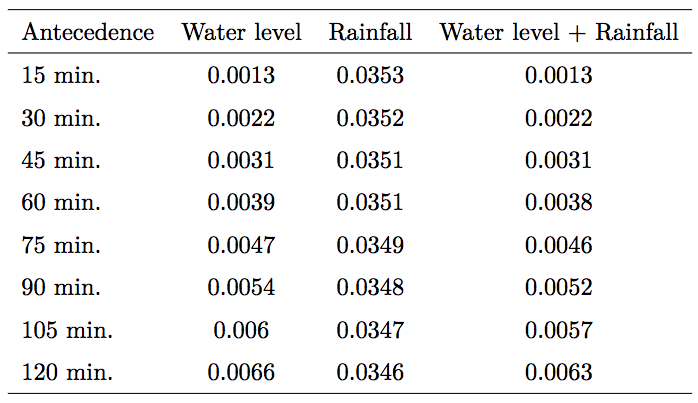 Antecedence Water level Rainfall Water level + Rainfall
15 min. 0.0013 0.0353 0.0013
30 min. 0.0022 0.0352 0.0022
45 min. 0.0031 0.0351 0.0031
60 min. 0.0039 0.0351 0.0038
75 min. 0.0047 0.0349 0.0046
90 min. 0.0054 0.0348 0.0052
105 min. 0.006 0.0347 0.0057
120 min. 0.0066 0.0346 0.0063